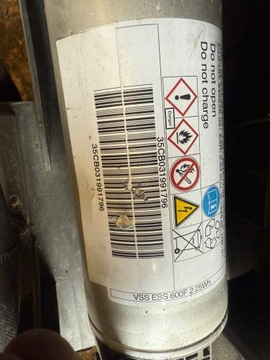 Do not open
Do not charge
Danger!
35CB031991796
35CB031991796
VSS ESS 600F 2.25Wh